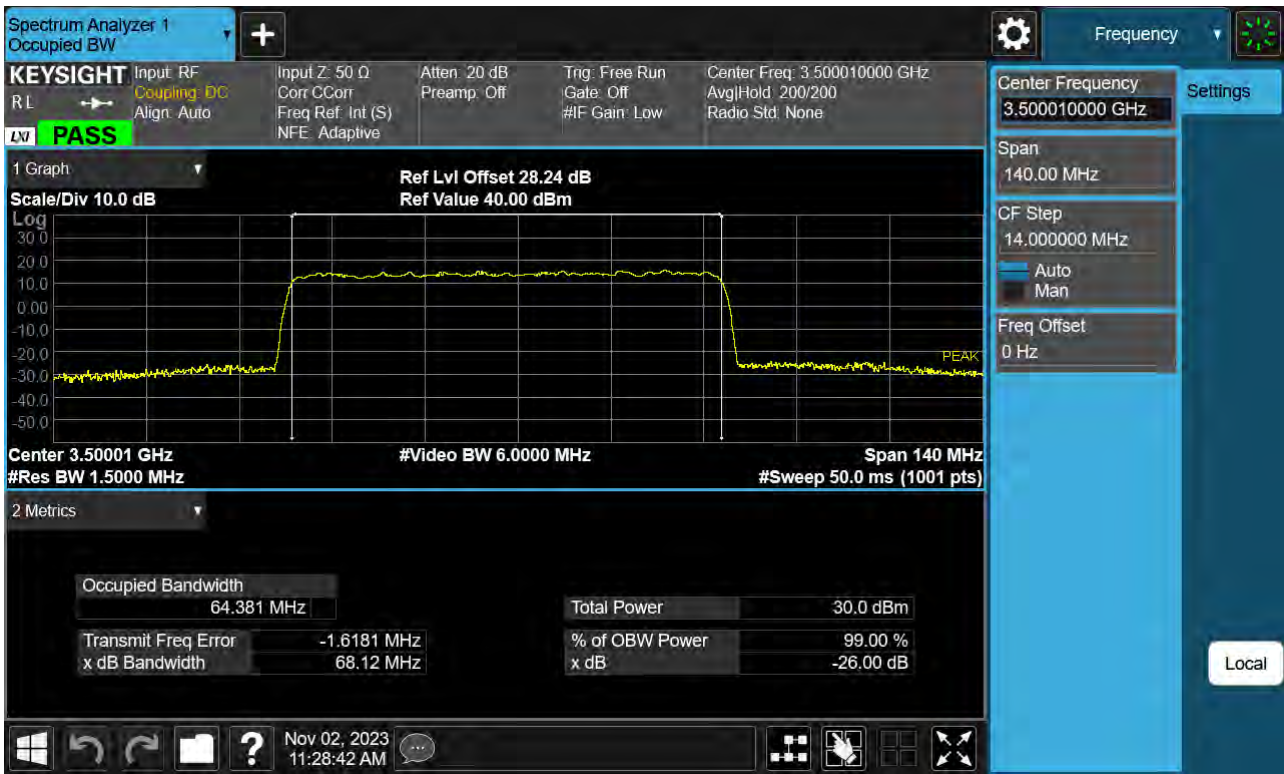 Spectrum Analyzer 1
Occupied BW
+
Frequency
KEYSIGHT
RL
LXI
PASS
Input: RF
Coupling: DC
Align: Auto
Input Z: 50 Ω
Corr CCorr
Freq Ref: Int (S)
NFE: Adaptive
Atten: 20 dB
Preamp: Off
Trig: Free Run
Gate: Off
#IF Gain: Low
Center Freq: 3.500010000 GHz
Avg|Hold: 200/200
Radio Std: None
Center Frequency
3.500010000 GHz
Settings
Span
140.00 MHz
CF Step
14.000000 MHz
Auto
Man
Freq Offset
0 Hz
1 Graph
Scale/Div 10.0 dB
Ref Lvl Offset 28.24 dB
Ref Value 40.00 dBm
Log
30.0
20.0
10.0
0.00
-10.0
-20.0
-30.0
-40.0
-50.0
PEAK
Center 3.50001 GHz
#Video BW 6.0000 MHz
Span 140 MHz
#Res BW 1.5000 MHz
#Sweep 50.0 ms (1001 pts)
2 Metrics
Occupied Bandwidth
64.381 MHz
Total Power 30.0 dBm
Transmit Freq Error -1.6181 MHz
% of OBW Power 99.00 %
x dB Bandwidth 68.12 MHz
x dB -26.00 dB
Local
?
Nov 02, 2023
11:28:42 AM